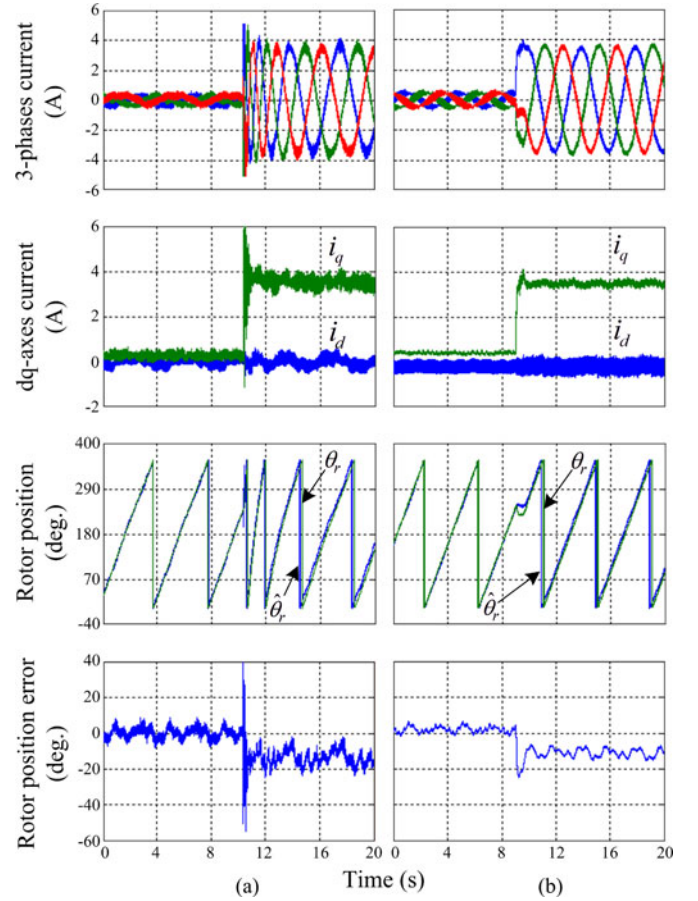 3-phases current
(A)
6
4
2
0
-2
-4
-6
dq-axes current
(A)
6
4
2
0
-2
i_q
i_d
i_q
i_d
Rotor position
(deg.)
400
290
180
70
-40
θ_r
θ̂_r
θ_r
θ̂_r
Rotor position error
(deg.)
40
20
0
-20
-40
-60
0 4 8 12 16 20
0 4 8 12 16 20
(a) Time (s) (b)